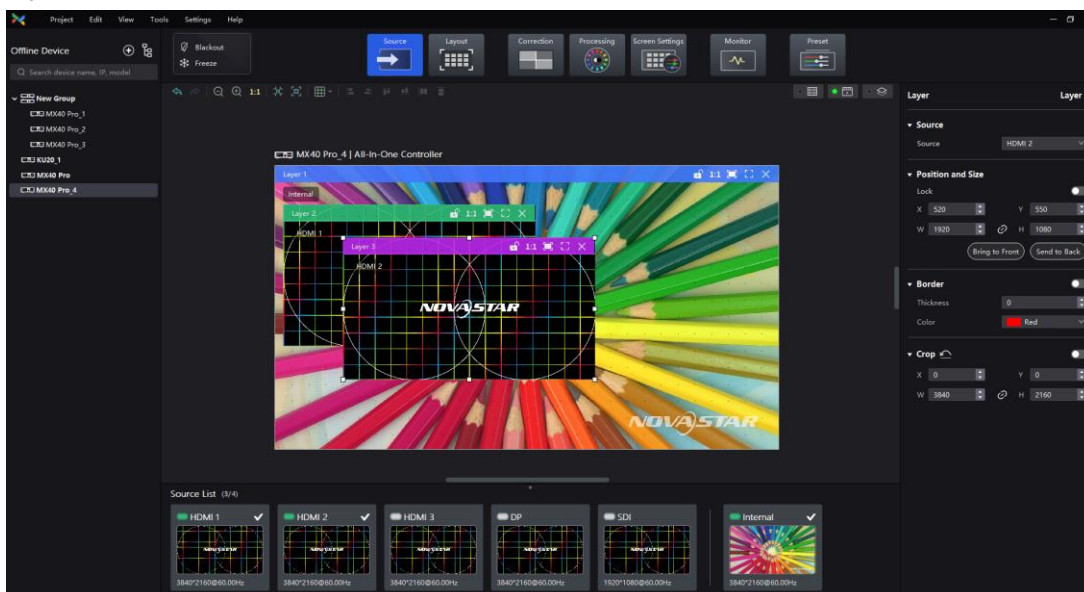 Project Edit View Tools Settings Help
Offline Device
Search device name, IP, model
New Group
MX40 Pro_1
MX40 Pro_2
MX40 Pro_3
KU20_1
MX40 Pro
MX40 Pro_4
Blackout
Freeze
Source Layout Correction Processing Screen Settings Monitor Preset
1:1
MX40 Pro_4 | All-In-One Controller
Layer 1 1:1
Internal
Layer 2 1:1
HDMI 1
Layer 3 1:1
HDMI 2
NOVASTAR
NOVASTAR
Source List (3/4)
HDMI 1 HDMI 2 HDMI 3 DP SDI Internal
NOVASTAR NOVASTAR NOVASTAR NOVASTAR NOVASTAR
3840*2160@60.00Hz 3840*2160@60.00Hz 3840*2160@60.00Hz 3840*2160@60.00Hz 1920*1080@60.00Hz 3840*2160@60.00Hz
Layer Layer
Source
Source HDMI 2
Position and Size
Lock
X 520 Y 550
W 1920 H 1080
Bring to Front Send to Back
Border
Thickness 0
Color Red
Crop
X 0 Y 0
W 3840 H 2160